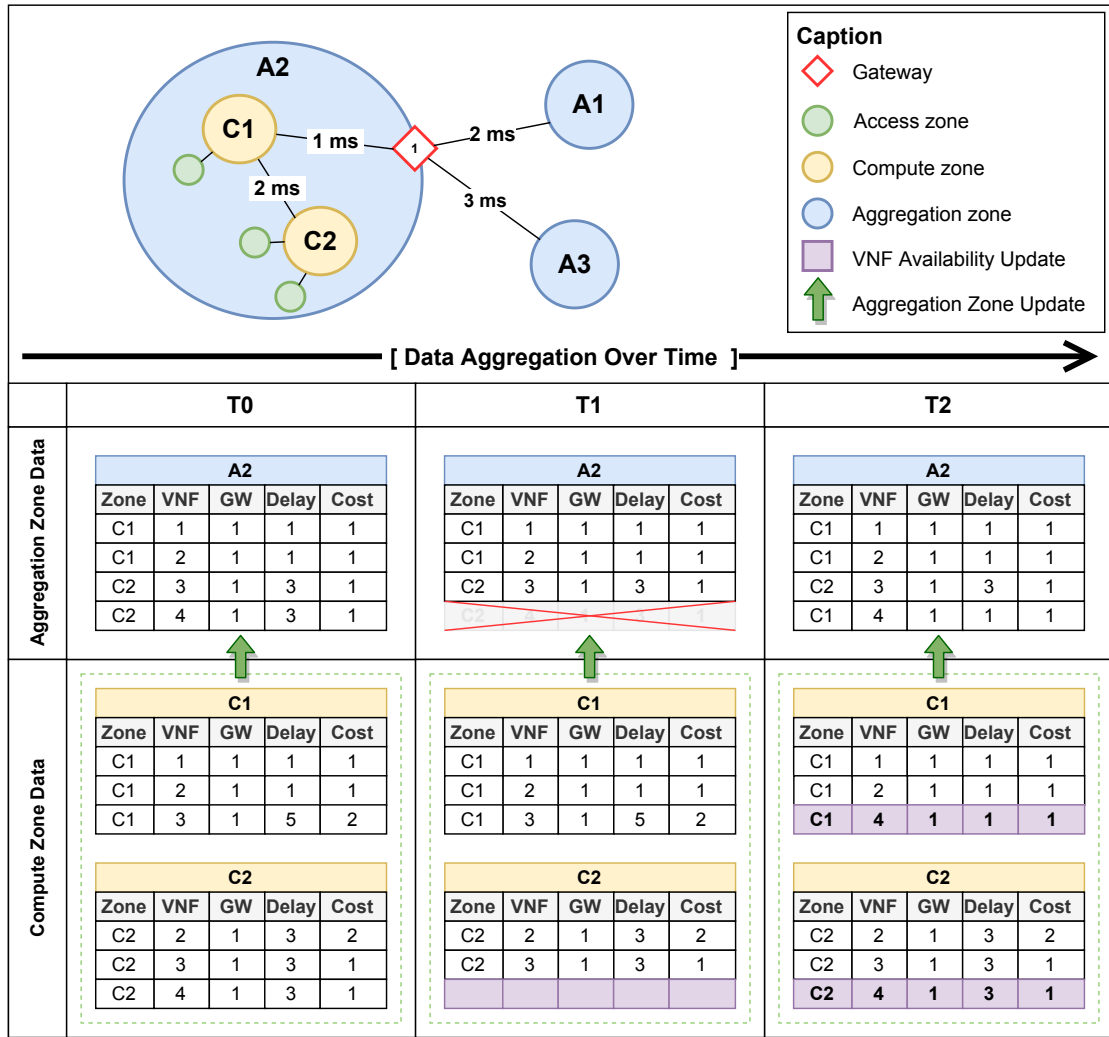 A2
C1
1 ms
1
2 ms
A1
2 ms
C2
3 ms
A3
Caption
Gateway
Access zone
Compute zone
Aggregation zone
VNF Availability Update
Aggregation Zone Update
[ Data Aggregation Over Time ]
T0 T1 T2
Aggregation Zone Data
A2
Zone VNF GW Delay Cost
C1 1 1 1 1
C1 2 1 1 1
C2 3 1 3 1
C2 4 1 3 1
A2
Zone VNF GW Delay Cost
C1 1 1 1 1
C1 2 1 1 1
C2 3 1 3 1
C2 4 1 1
A2
Zone VNF GW Delay Cost
C1 1 1 1 1
C1 2 1 1 1
C2 3 1 3 1
C1 4 1 1 1
Compute Zone Data
C1
Zone VNF GW Delay Cost
C1 1 1 1 1
C1 2 1 1 1
C1 3 1 5 2
C2
Zone VNF GW Delay Cost
C2 2 1 3 2
C2 3 1 3 1
C2 4 1 3 1
C1
Zone VNF GW Delay Cost
C1 1 1 1 1
C1 2 1 1 1
C1 3 1 5 2
C2
Zone VNF GW Delay Cost
C2 2 1 3 2
C2 3 1 3 1
C1
Zone VNF GW Delay Cost
C1 1 1 1 1
C1 2 1 1 1
C1 4 1 1 1
C2
Zone VNF GW Delay Cost
C2 2 1 3 2
C2 3 1 3 1
C2 4 1 3 1